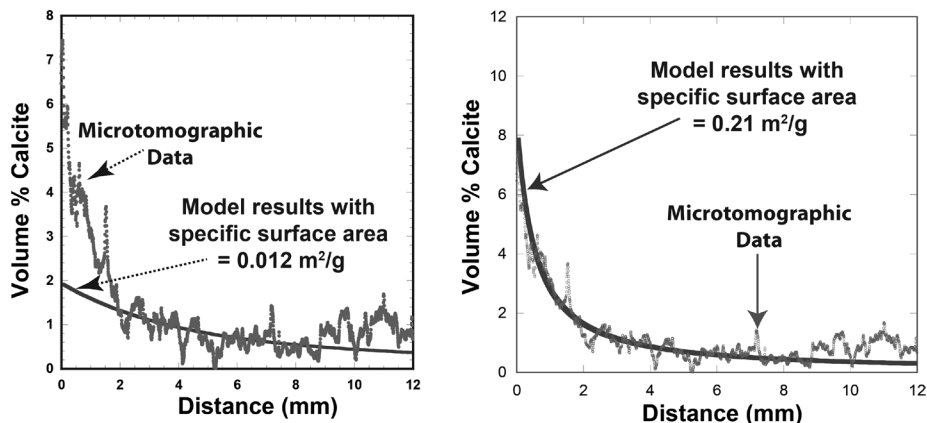 8
7
6
5
4
3
2
1
0
Volume % Calcite
Microtomographic
Data
Model results with
specific surface area
= 0.012 m²/g
0 2 4 6 8 10 12
Distance (mm)
12
10
8
6
4
2
0
Volume % Calcite
Model results with
specific surface area
= 0.21 m²/g
Microtomographic
Data
0 2 4 6 8 10 12
Distance (mm)